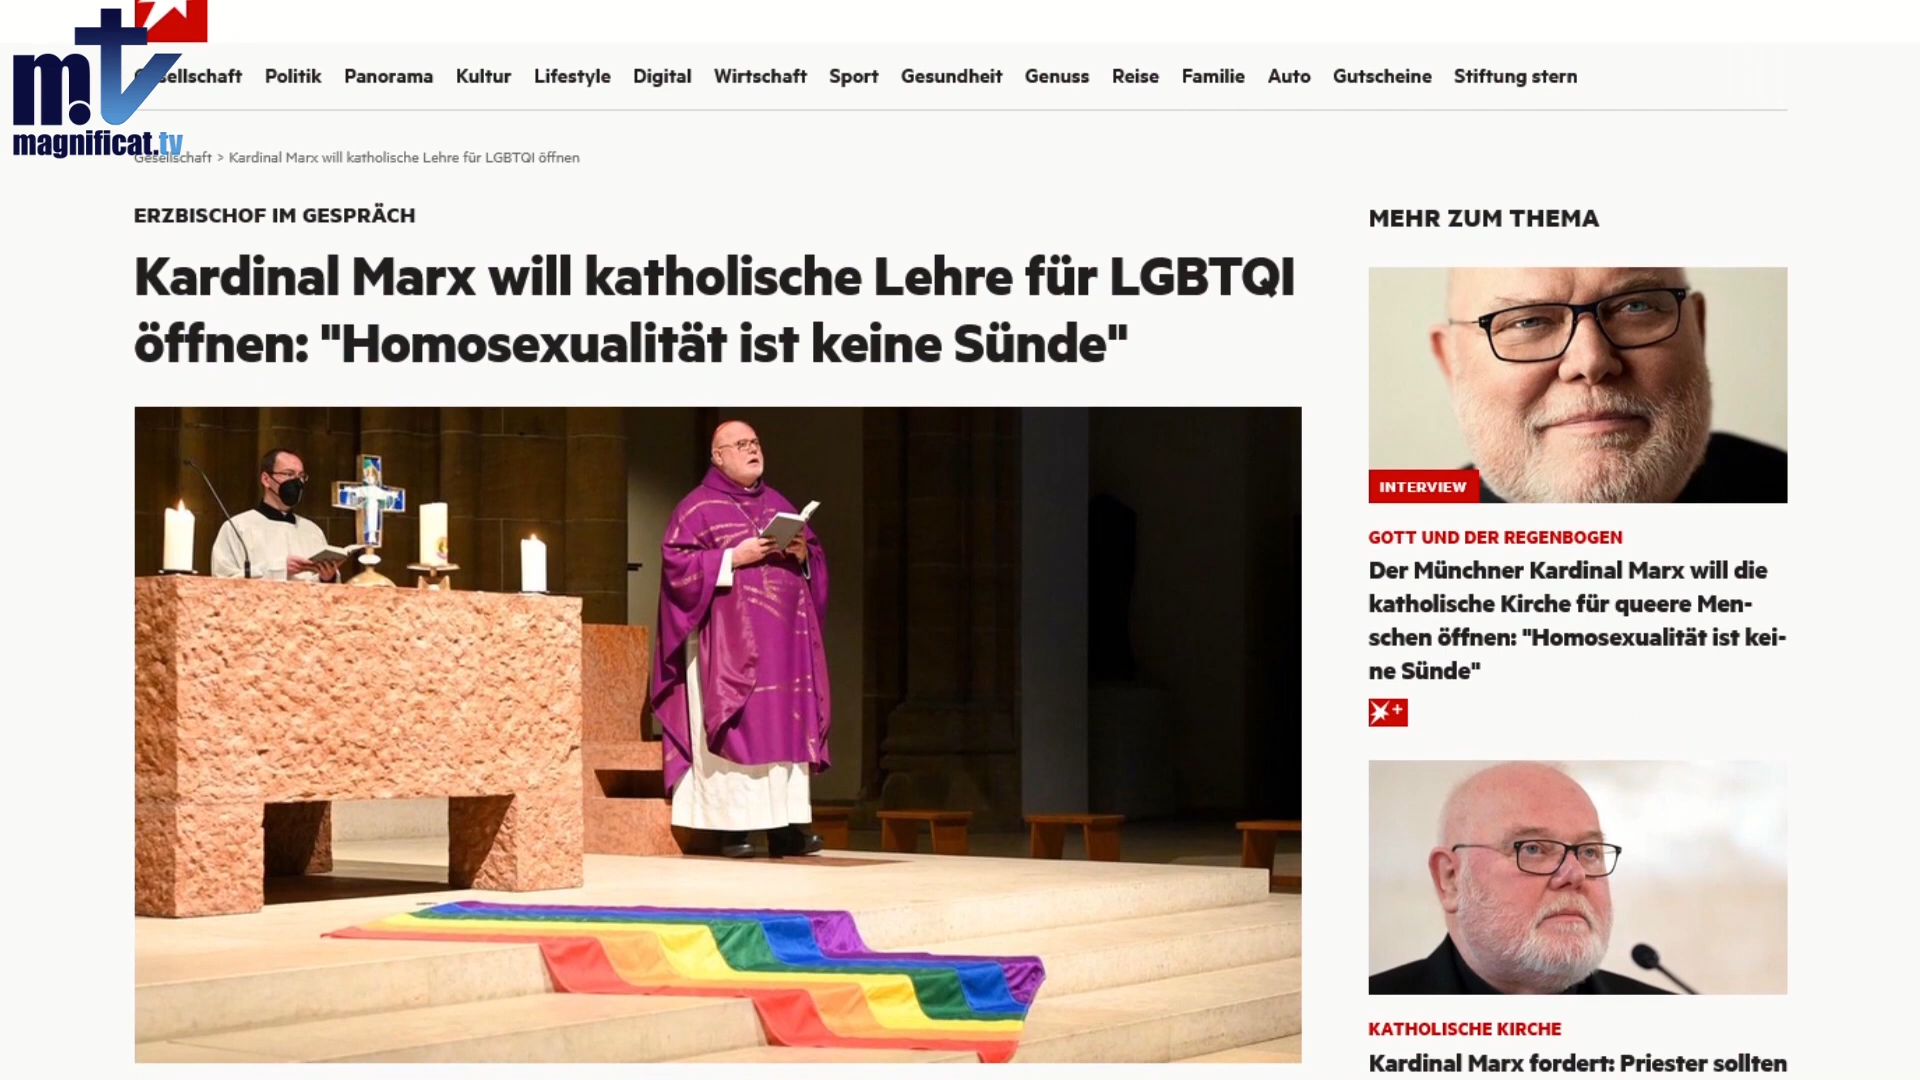 m.tv
magnificat.tv
Gesellschaft Politik Panorama Kultur Lifestyle Digital Wirtschaft Sport Gesundheit Genuss Reise Familie Auto Gutscheine Stiftung stern
Gesellschaft > Kardinal Marx will katholische Lehre für LGBTQI öffnen
ERZBISCHOF IM GESPRÄCH
Kardinal Marx will katholische Lehre für LGBTQI
öffnen: "Homosexualität ist keine Sünde"
MEHR ZUM THEMA
INTERVIEW
GOTT UND DER REGENBOGEN
Der Münchner Kardinal Marx will die
katholische Kirche für queere Men-
schen öffnen: "Homosexualität ist kei-
ne Sünde"
+
KATHOLISCHE KIRCHE
Kardinal Marx fordert: Priester sollten